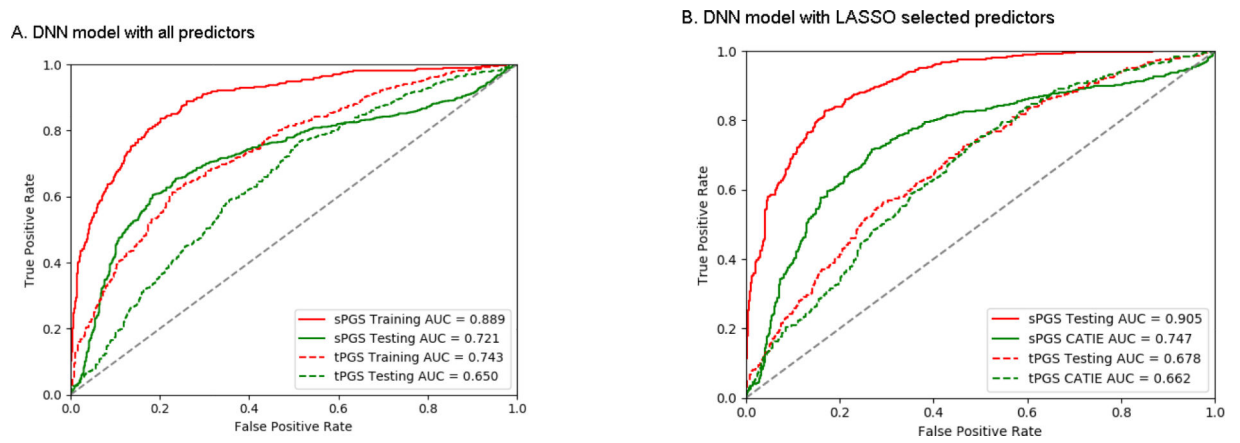 A. DNN model with all predictors
1.0
0.8
0.6
0.4
0.2
0.0
True Positive Rate
0.0 0.2 0.4 0.6 0.8 1.0
False Positive Rate
sPGS Training AUC = 0.889
sPGS Testing AUC = 0.721
tPGS Training AUC = 0.743
tPGS Testing AUC = 0.650
B. DNN model with LASSO selected predictors
1.0
0.8
0.6
0.4
0.2
0.0
True Positive Rate
0.0 0.2 0.4 0.6 0.8 1.0
False Positive Rate
sPGS Testing AUC = 0.905
sPGS CATIE AUC = 0.747
tPGS Testing AUC = 0.678
tPGS CATIE AUC = 0.662